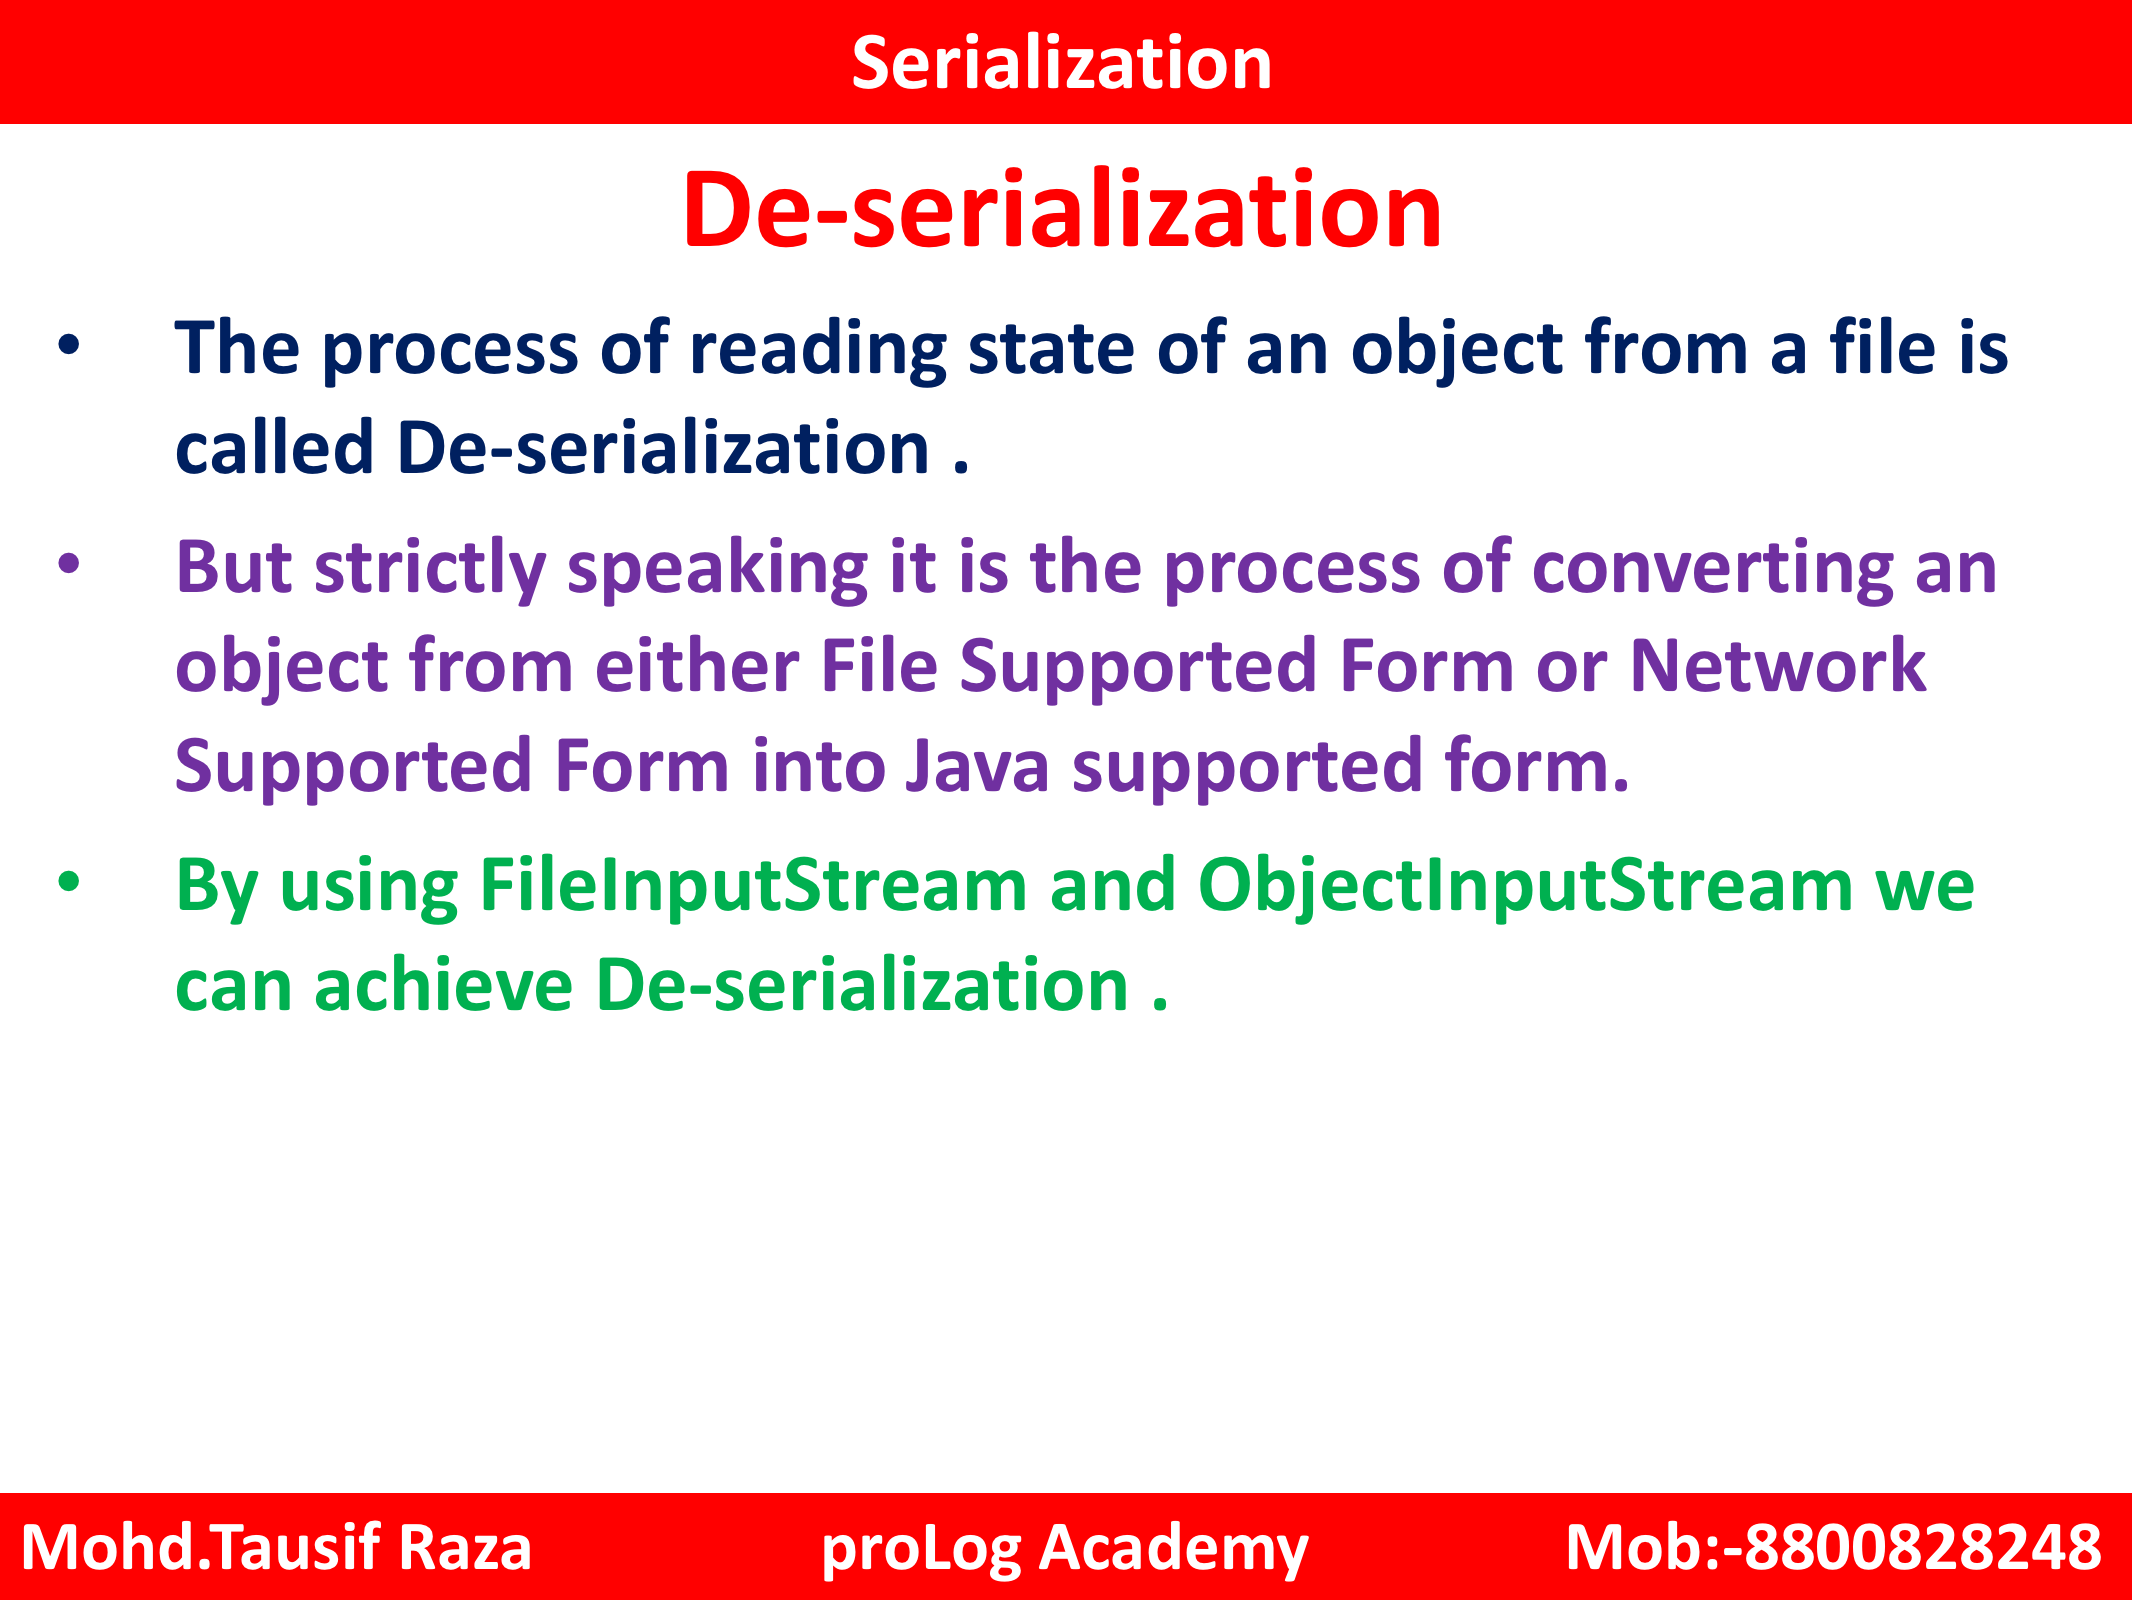 Serialization
De-serialization
• The process of reading state of an object from a file is
called De-serialization .
• But strictly speaking it is the process of converting an
object from either File Supported Form or Network
Supported Form into Java supported form.
• By using FileInputStream and ObjectInputStream we
can achieve De-serialization .
Mohd.Tausif Raza proLog Academy Mob:-8800828248